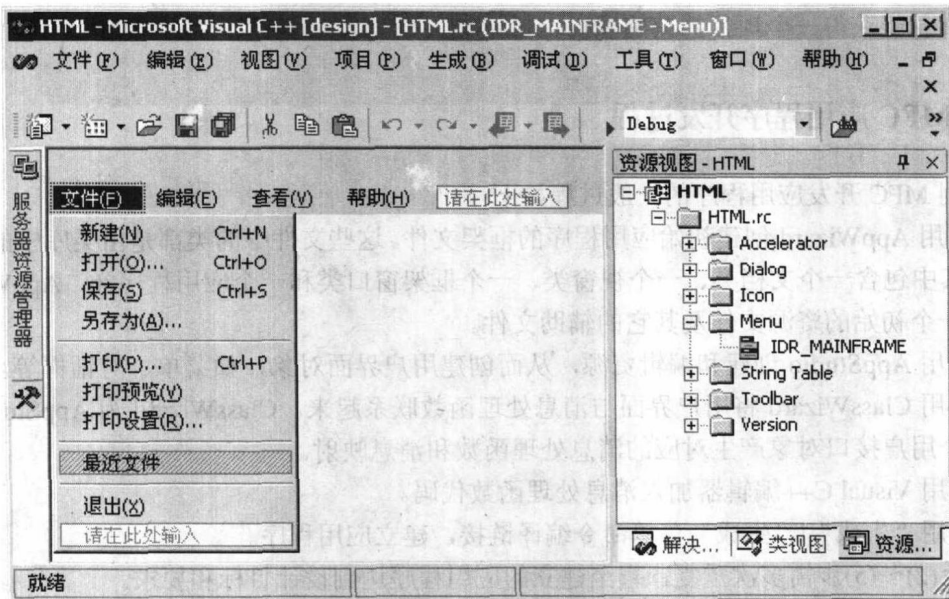 HTML - Microsoft Visual C++ [design] - [HTML.rc (IDR_MAINFRAME - Menu)]
文件(F) 编辑(E) 视图(V) 项目(P) 生成(B) 调试(D) 工具(T) 窗口(W) 帮助(H)
Debug
服务器资源管理器
文件(F) 编辑(E) 查看(V) 帮助(H) 请在此处输入
新建(N) Ctrl+N
打开(O)... Ctrl+O
保存(S) Ctrl+S
另存为(A)...
打印(P)... Ctrl+P
打印预览(V)
打印设置(R)...
最近文件
退出(X)
请在此处输入
资源视图 - HTML
HTML
HTML.rc
Accelerator
Dialog
Icon
Menu
IDR_MAINFRAME
String Table
Toolbar
Version
解决... 类视图 资源...
就绪